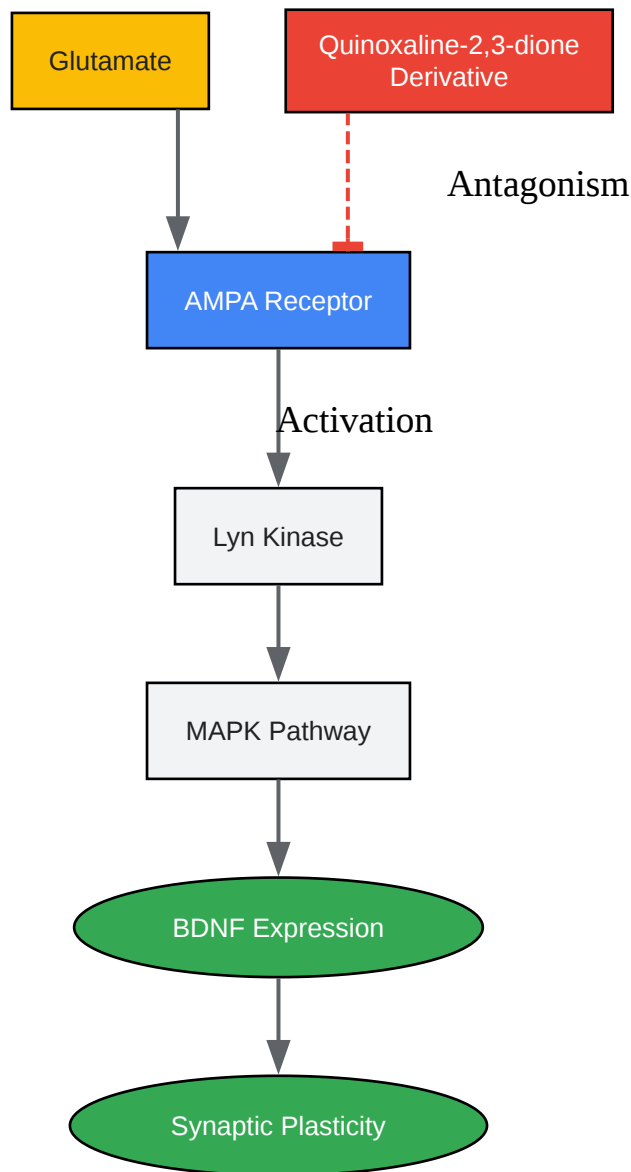 Glutamate
Quinoxaline-2,3-dione
Derivative
Antagonism
AMPA Receptor
Activation
Lyn Kinase
MAPK Pathway
BDNF Expression
Synaptic Plasticity